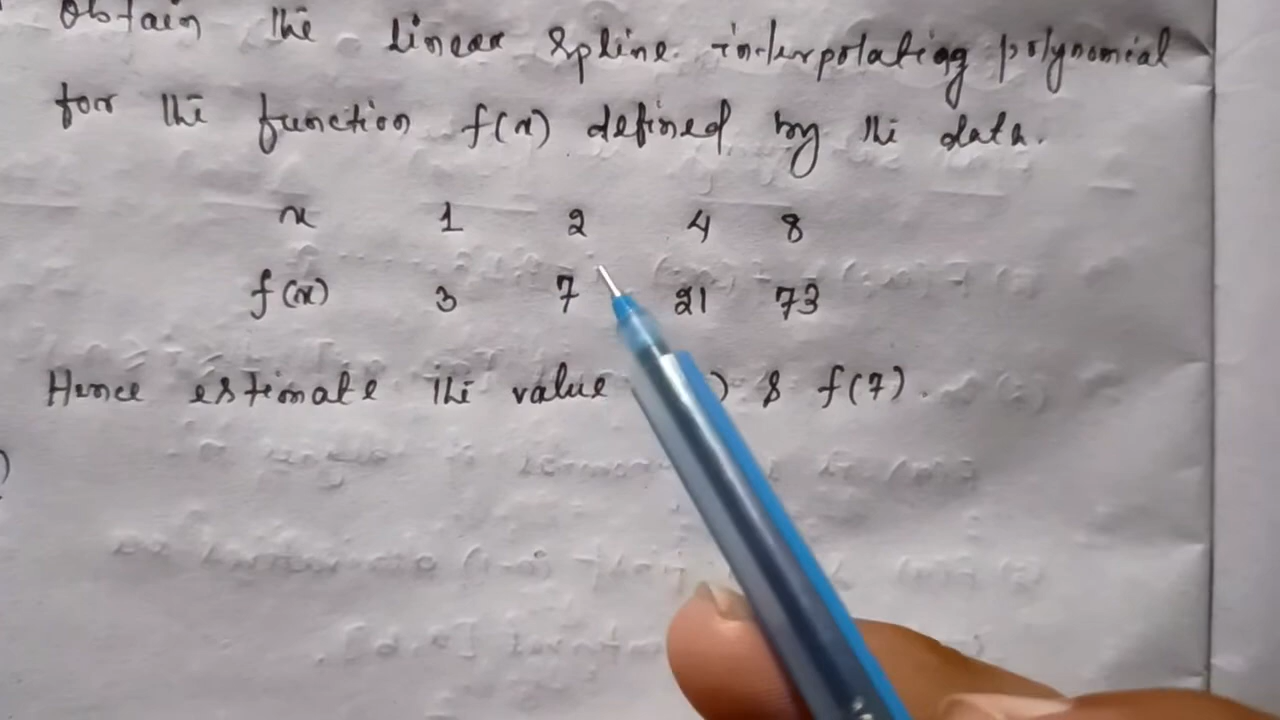 Obtain the linear spline interpolating polynomial
for the function f(x) defined by the data.
x 1 2 4 8
f(x) 3 7 21 73
Hence estimate the value ) & f(7).
)